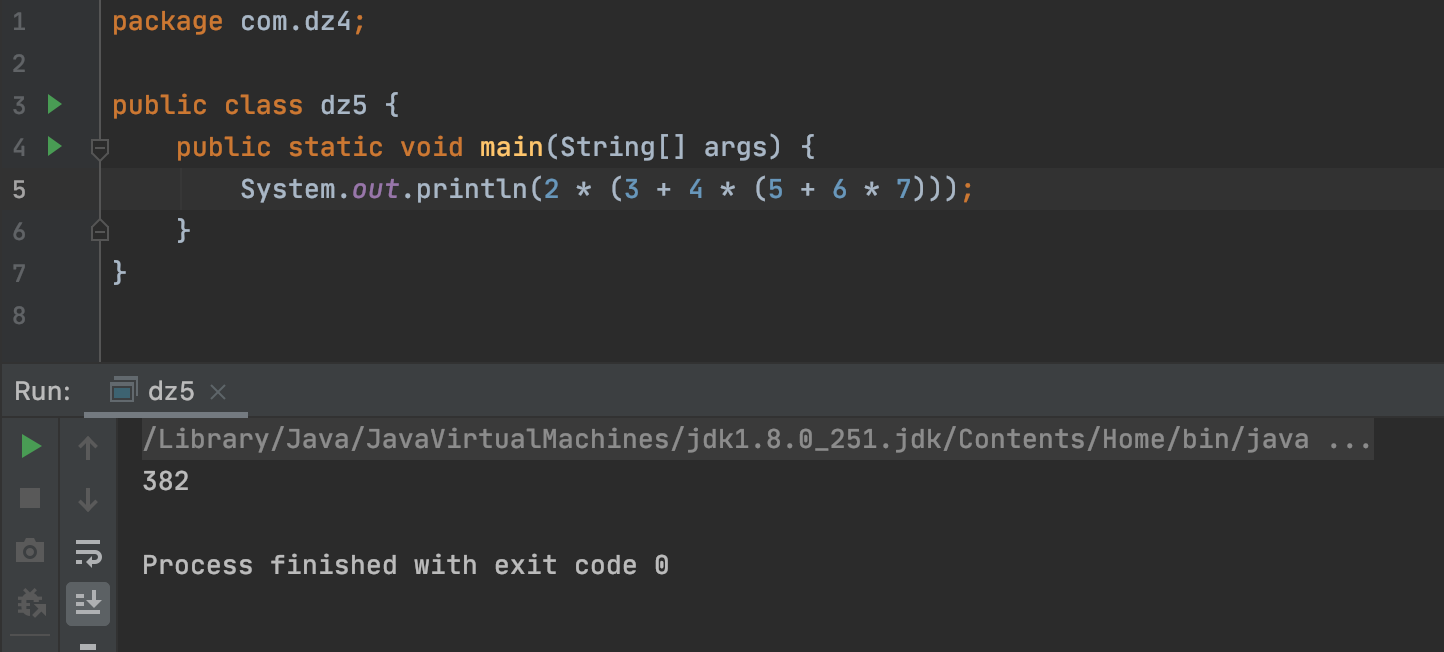 1 package com.dz4;
2
3 public class dz5 {
4 public static void main(String[] args) {
5 System.out.println(2 * (3 + 4 * (5 + 6 * 7)));
6 }
7 }
8
Run: dz5
/Library/Java/JavaVirtualMachines/jdk1.8.0_251.jdk/Contents/Home/bin/java ...
382
Process finished with exit code 0